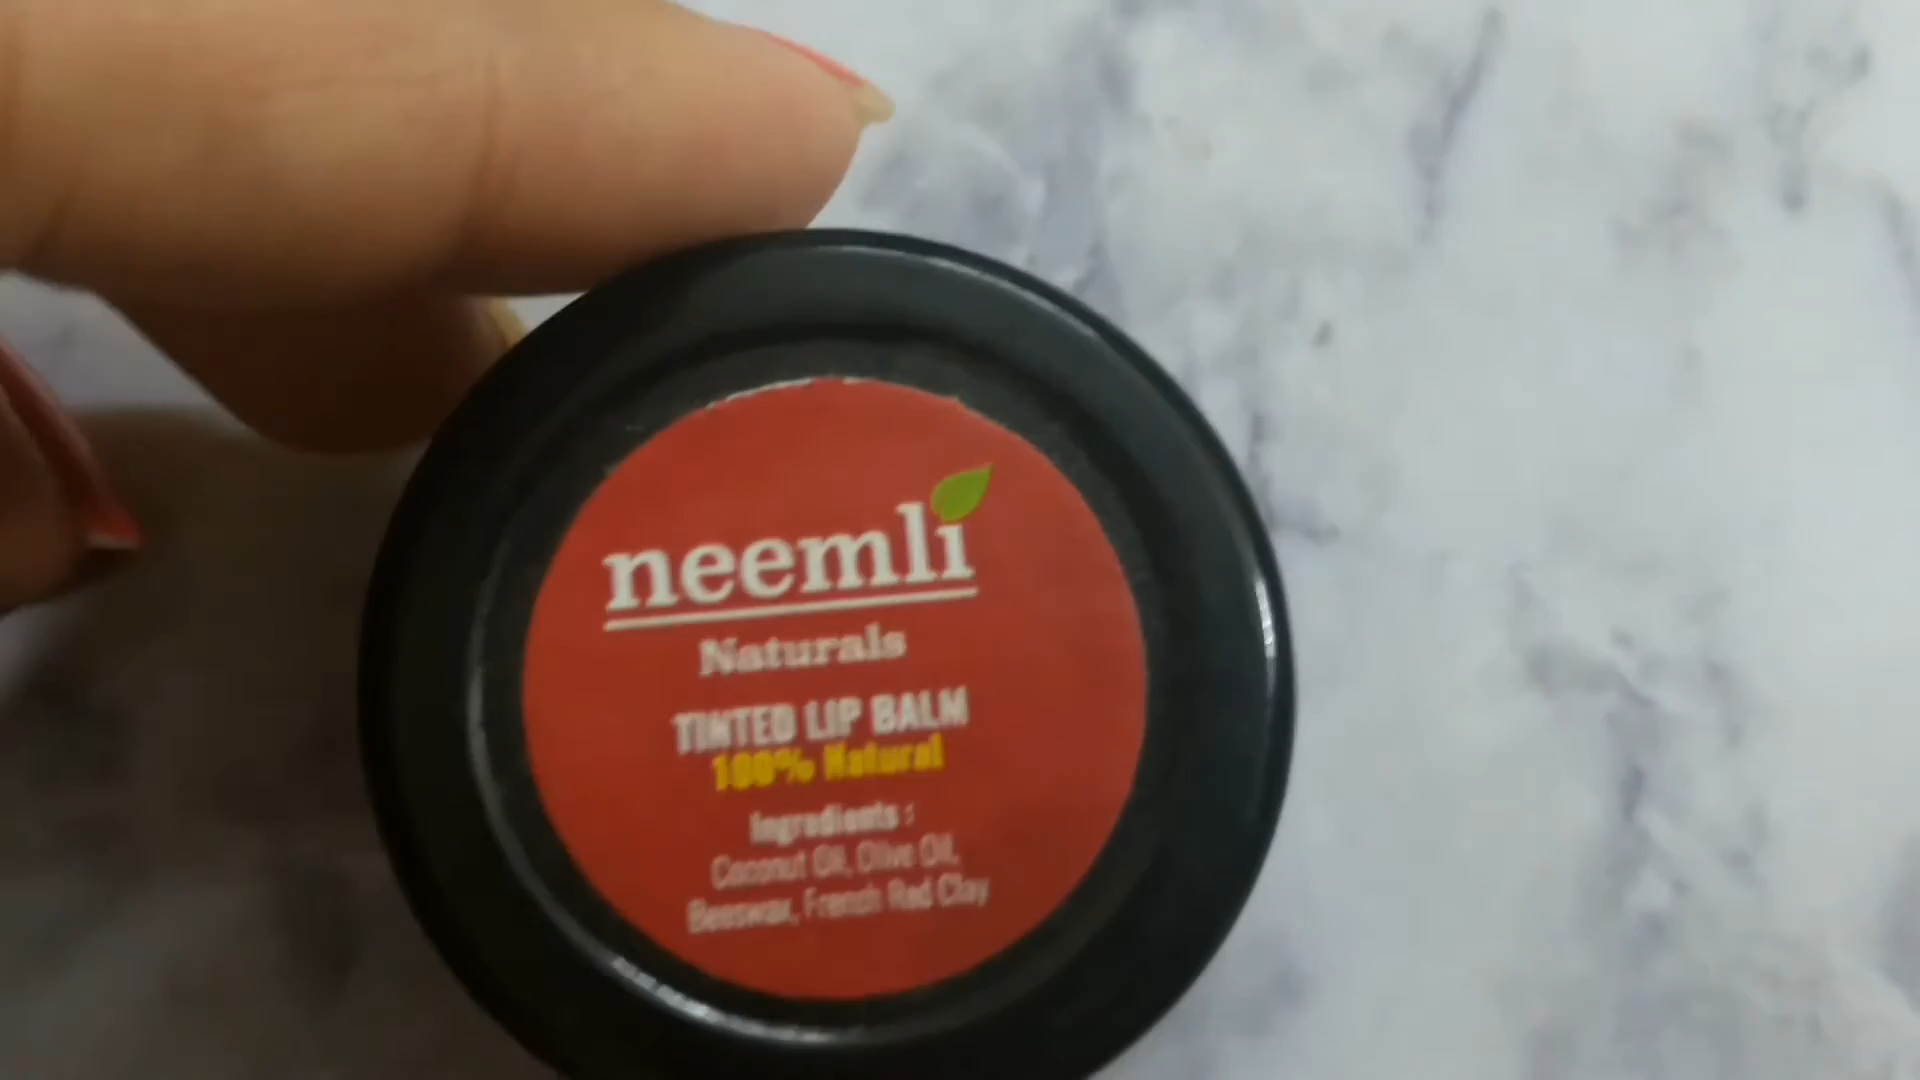 neemli
Naturals
TINTED LIP BALM
100% Natural
Ingredients :
Coconut Oil, Olive Oil,
Beeswax, French Red Clay